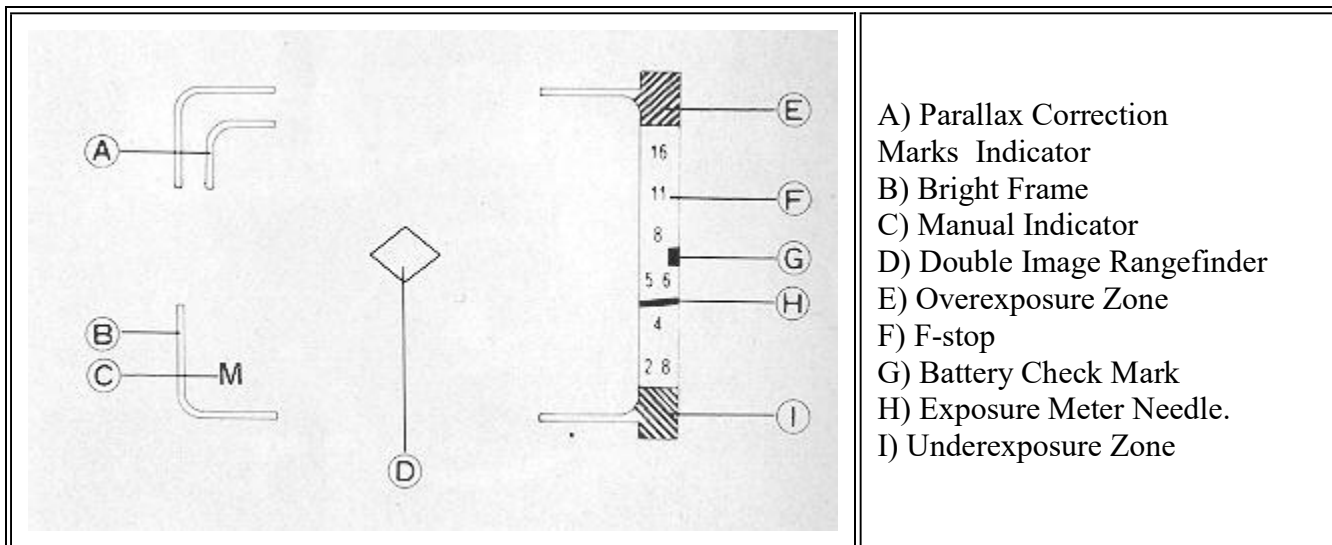 A
B
C
M
D
16
11
8
5 6
4
2 8
E
F
G
H
I
A) Parallax Correction
Marks Indicator
B) Bright Frame
C) Manual Indicator
D) Double Image Rangefinder
E) Overexposure Zone
F) F-stop
G) Battery Check Mark
H) Exposure Meter Needle.
I) Underexposure Zone